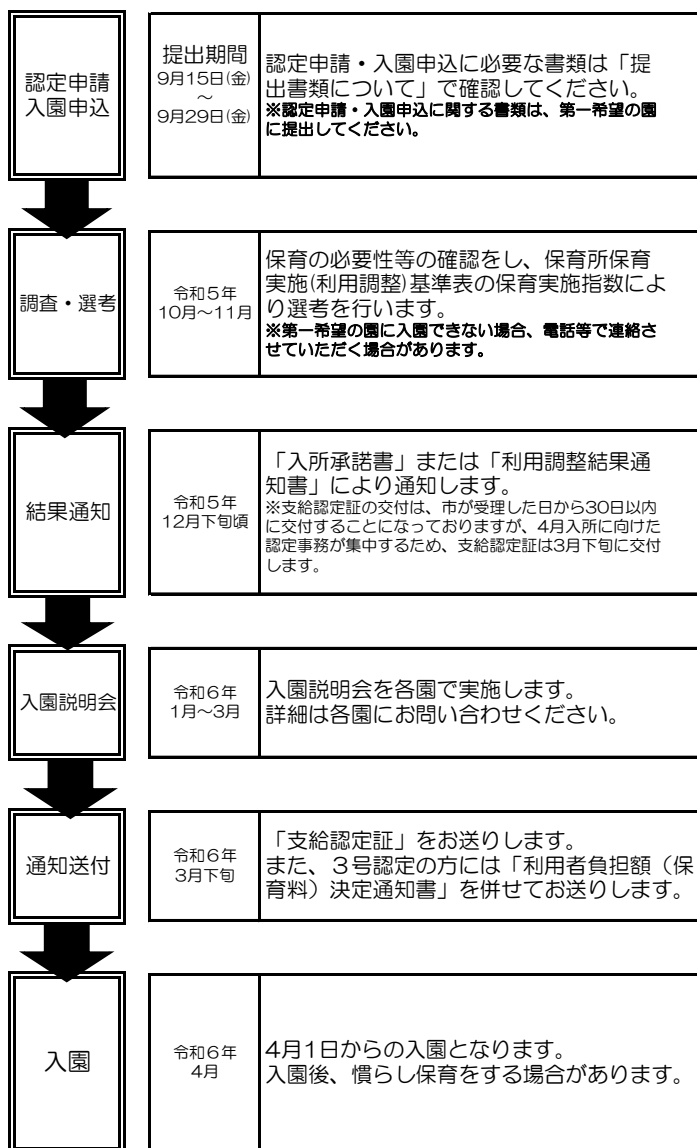 認定申請
入園申込
提出期間
9月15日(金)
～
9月29日(金)
認定申請・入園申込に必要な書類は「提
出書類について」で確認してください。
※認定申請・入園申込に関する書類は、第一希望の園
に提出してください。
調査・選考
令和5年
10月～11月
保育の必要性等の確認をし、保育所保育
実施(利用調整)基準表の保育実施指数によ
り選考を行います。
※第一希望の園に入園できない場合、電話等で連絡さ
せていただく場合があります。
結果通知
令和5年
12月下旬頃
「入所承諾書」または「利用調整結果通
知書」により通知します。
※支給認定証の交付は、市が受理した日から30日以内
に交付することになっておりますが、4月入所に向けた
認定事務が集中するため、支給認定証は3月下旬に交付
します。
入園説明会
令和6年
1月～3月
入園説明会を各園で実施します。
詳細は各園にお問い合わせください。
通知送付
令和6年
3月下旬
「支給認定証」をお送りします。
また、３号認定の方には「利用者負担額（保
育料）決定通知書」を併せてお送りします。
入園
令和6年
4月
4月1日からの入園となります。
入園後、慣らし保育をする場合があります。